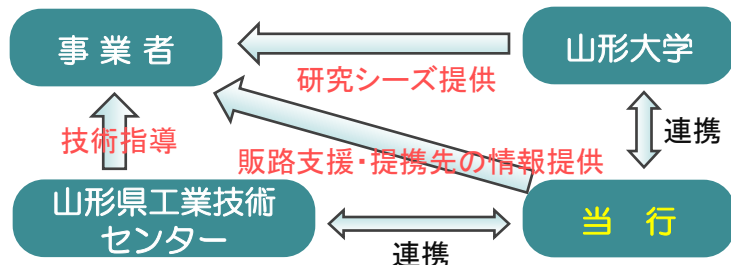 事業者
山形大学
研究シーズ提供
技術指導
連携
販路支援・提携先の情報提供
山形県工業技術
センター
当　行
連携